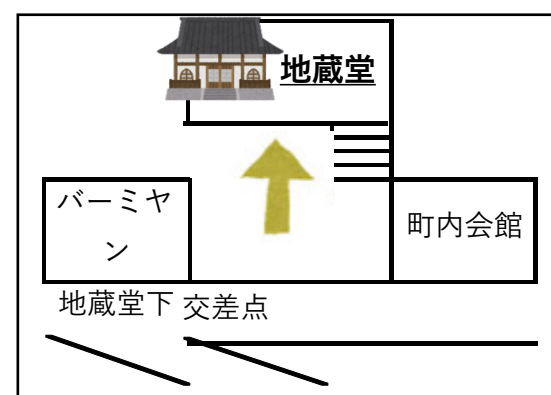 地蔵堂
バーミヤ
ン
町内会館
地蔵堂下 交差点